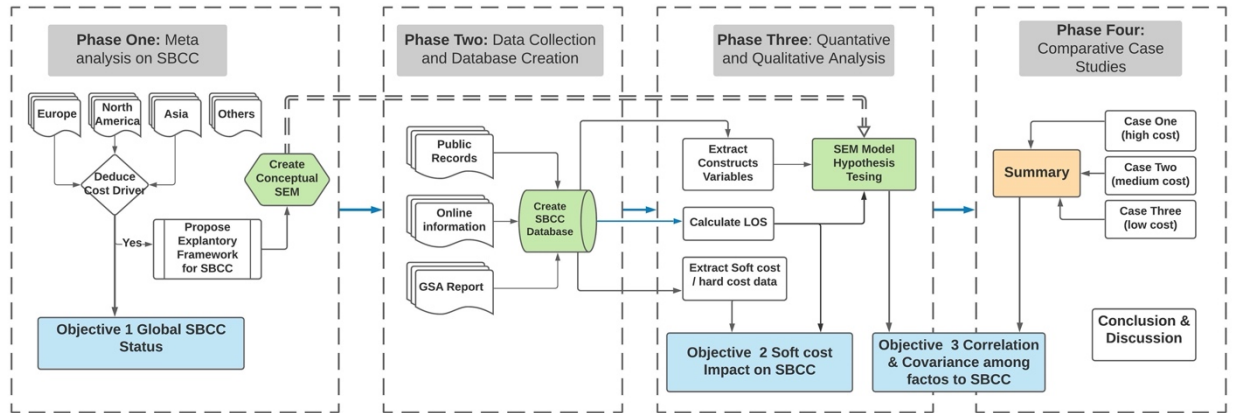 Phase One: Meta
analysis on SBCC
Europe
North
America
Asia
Others
Deduce
Cost Driver
Yes
Propose
Explantory
Framework
for SBCC
Create
Conceptual
SEM
Objective 1 Global SBCC
Status
Phase Two: Data Collection
and Database Creation
Public
Records
Online
information
GSA Report
Create
SBCC
Database
Phase Three: Quantative
and Qualitative Analysis
Extract
Constructs
Variables
SEM Model
Hypothesis
Tesing
Calculate LOS
Extract Soft cost
/ hard cost data
Objective 2 Soft cost
Impact on SBCC
Objective 3 Correlation
& Covariance among
factos to SBCC
Phase Four:
Comparative Case
Studies
Summary
Case One
(high cost)
Case Two
(medium cost)
Case Three
(low cost)
Conclusion &
Discussion